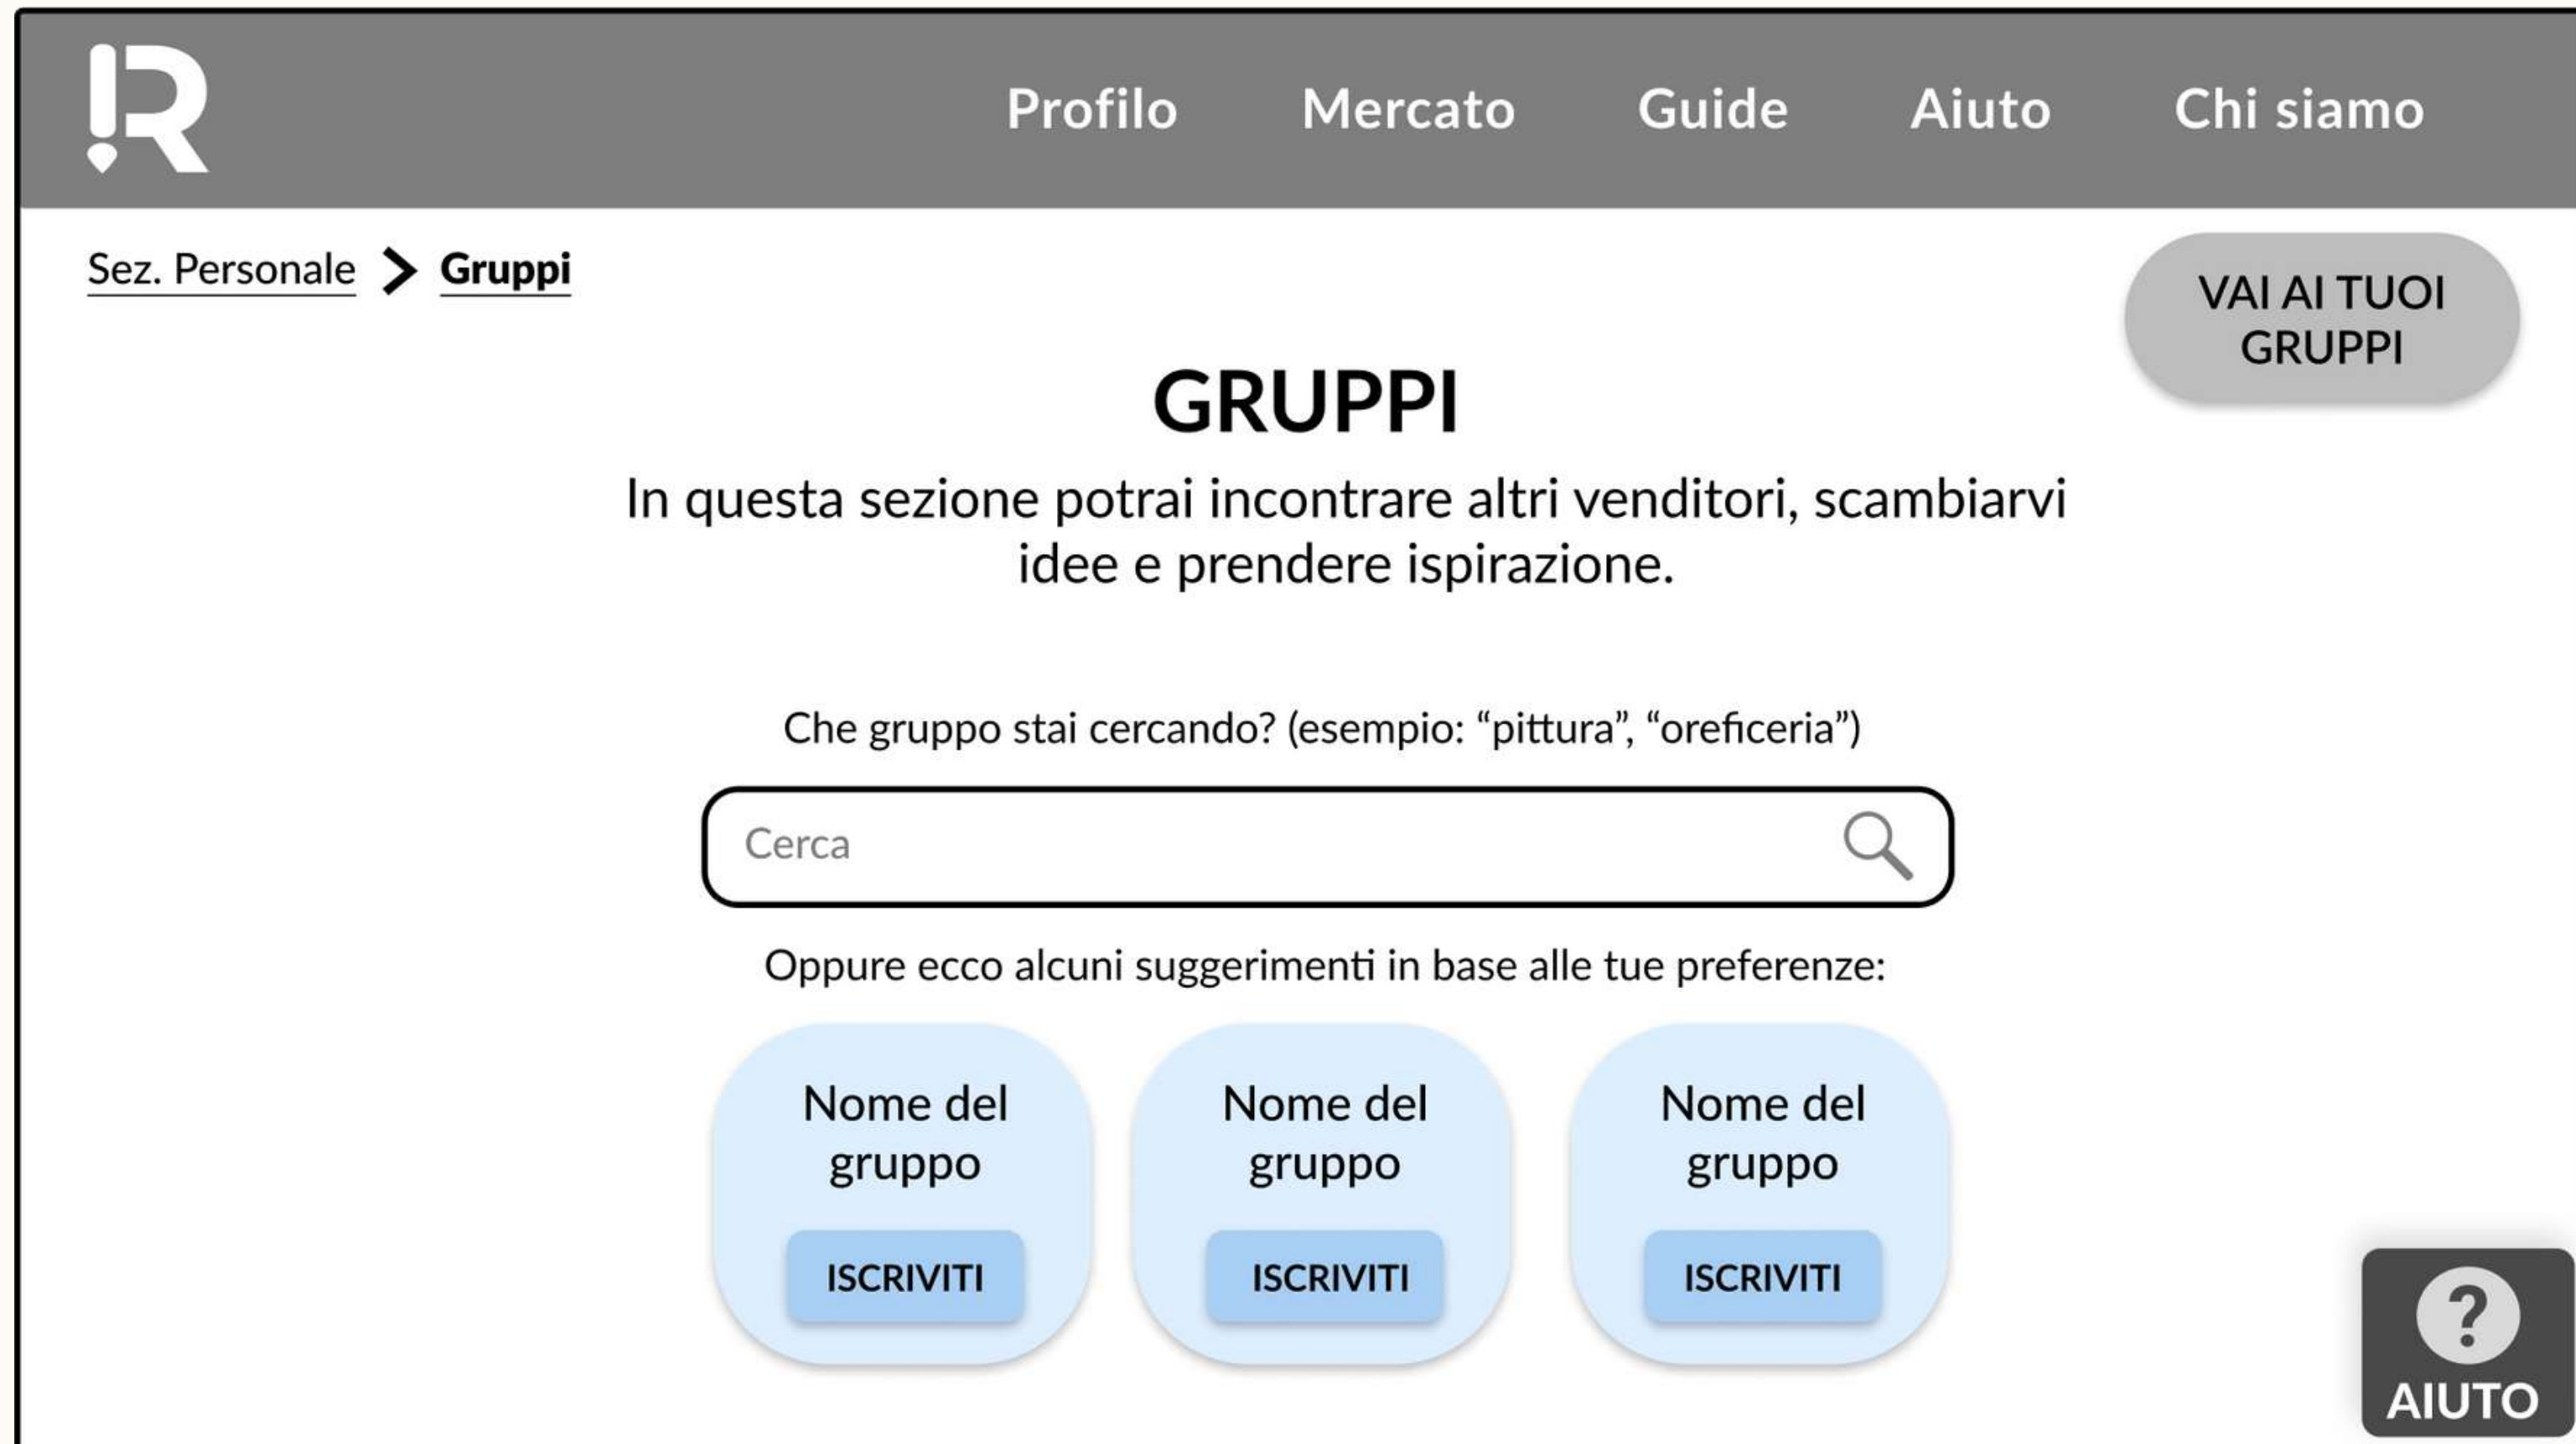 R
Profilo Mercato Guide Aiuto Chi siamo
Sez. Personale > Gruppi
VAI AI TUOI
GRUPPI
GRUPPI
In questa sezione potrai incontrare altri venditori, scambiarvi
idee e prendere ispirazione.
Che gruppo stai cercando? (esempio: “pittura”, “oreficeria”)
Cerca
Oppure ecco alcuni suggerimenti in base alle tue preferenze:
Nome del
gruppo
ISCRIVITI
Nome del
gruppo
ISCRIVITI
Nome del
gruppo
ISCRIVITI
?
AIUTO